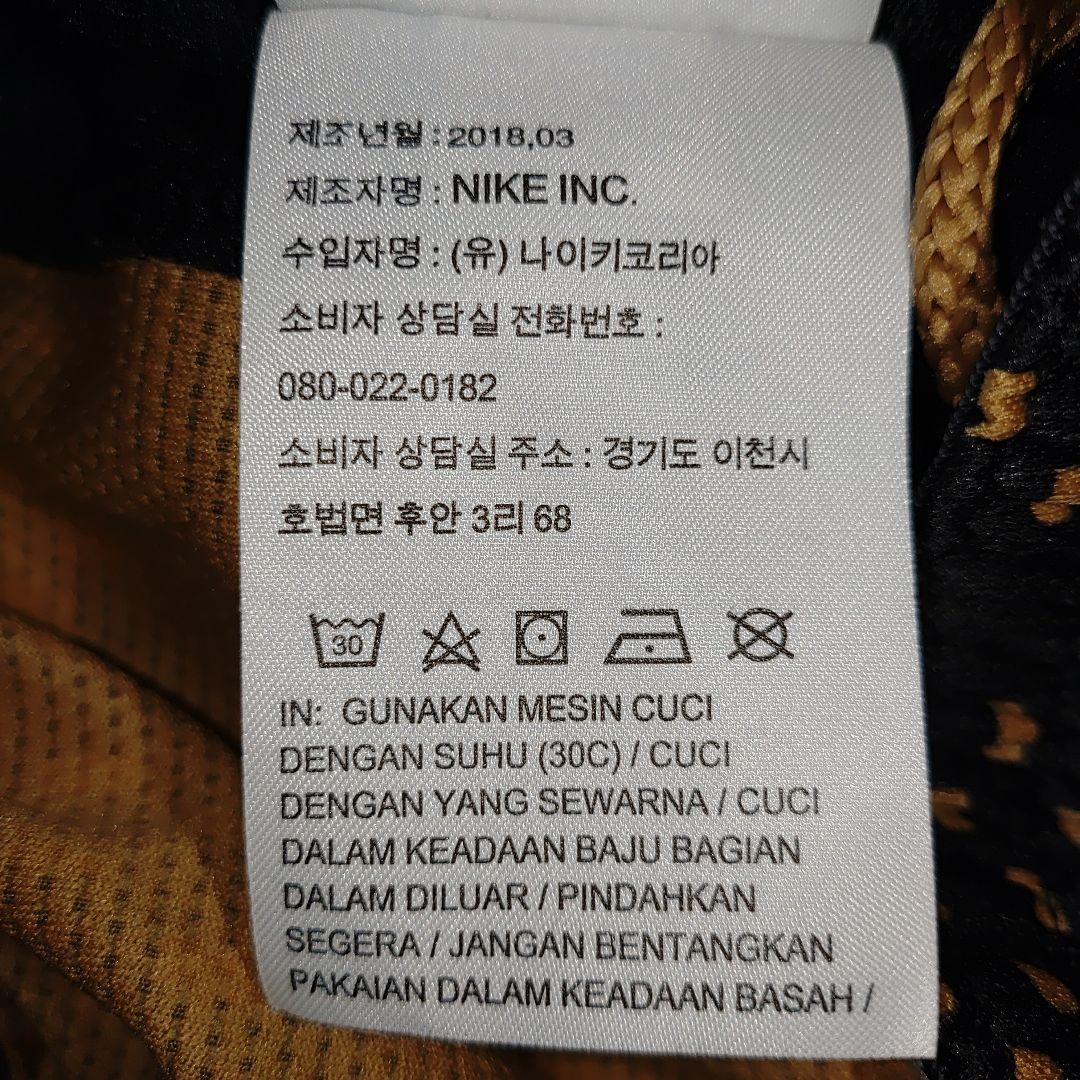 제조년월 : 2018,03
제조자명 : NIKE INC.
수입자명 : (유) 나이키코리아
소비자 상담실 전화번호 :
080-022-0182
소비자 상담실 주소 : 경기도 이천시
호법면 후안 3리 68
30
IN: GUNAKAN MESIN CUCI
DENGAN SUHU (30C) / CUCI
DENGAN YANG SEWARNA / CUCI
DALAM KEADAAN BAJU BAGIAN
DALAM DILUAR / PINDAHKAN
SEGERA / JANGAN BENTANGKAN
PAKAIAN DALAM KEADAAN BASAH /